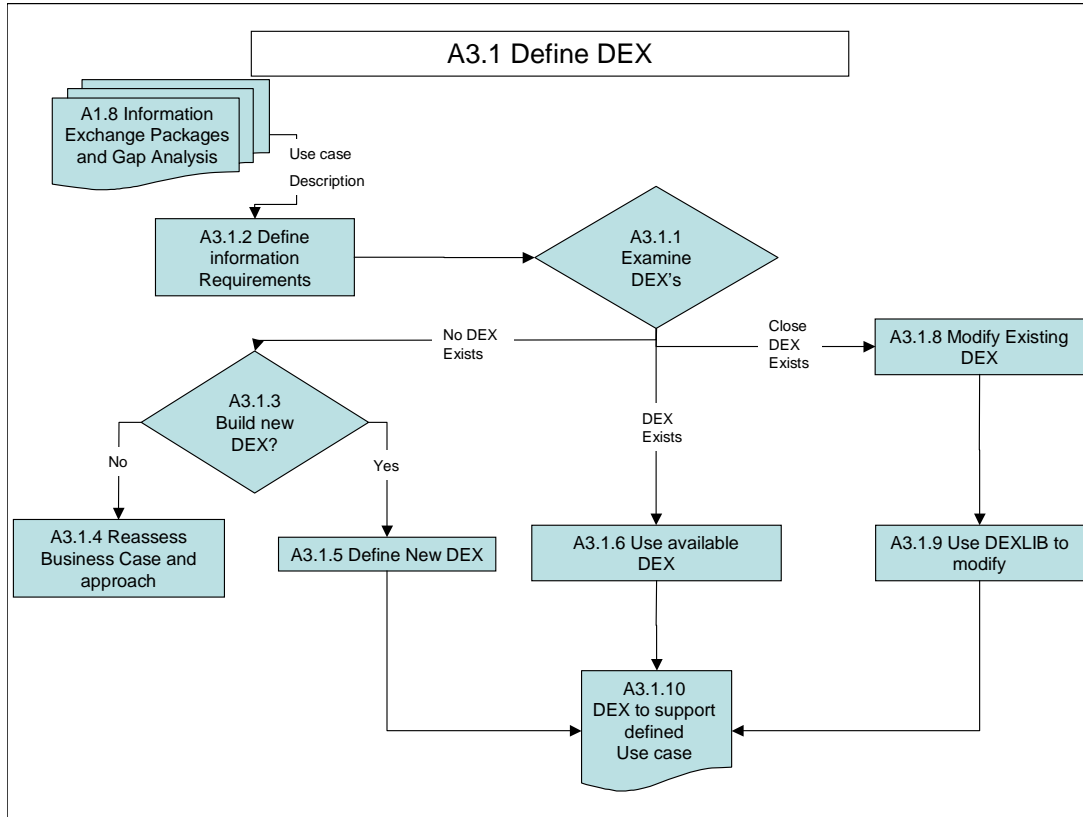 A3.1 Define DEX
A1.8 Information
Exchange Packages
and Gap Analysis
Use case
Description
A3.1.2 Define
information
Requirements
A3.1.1
Examine
DEX's
No DEX
Exists
Close
DEX
Exists
A3.1.8 Modify Existing
DEX
A3.1.3
Build new
DEX?
DEX
Exists
No
Yes
A3.1.4 Reassess
Business Case and
approach
A3.1.5 Define New DEX
A3.1.6 Use available
DEX
A3.1.9 Use DEXLIB to
modify
A3.1.10
DEX to support
defined
Use case